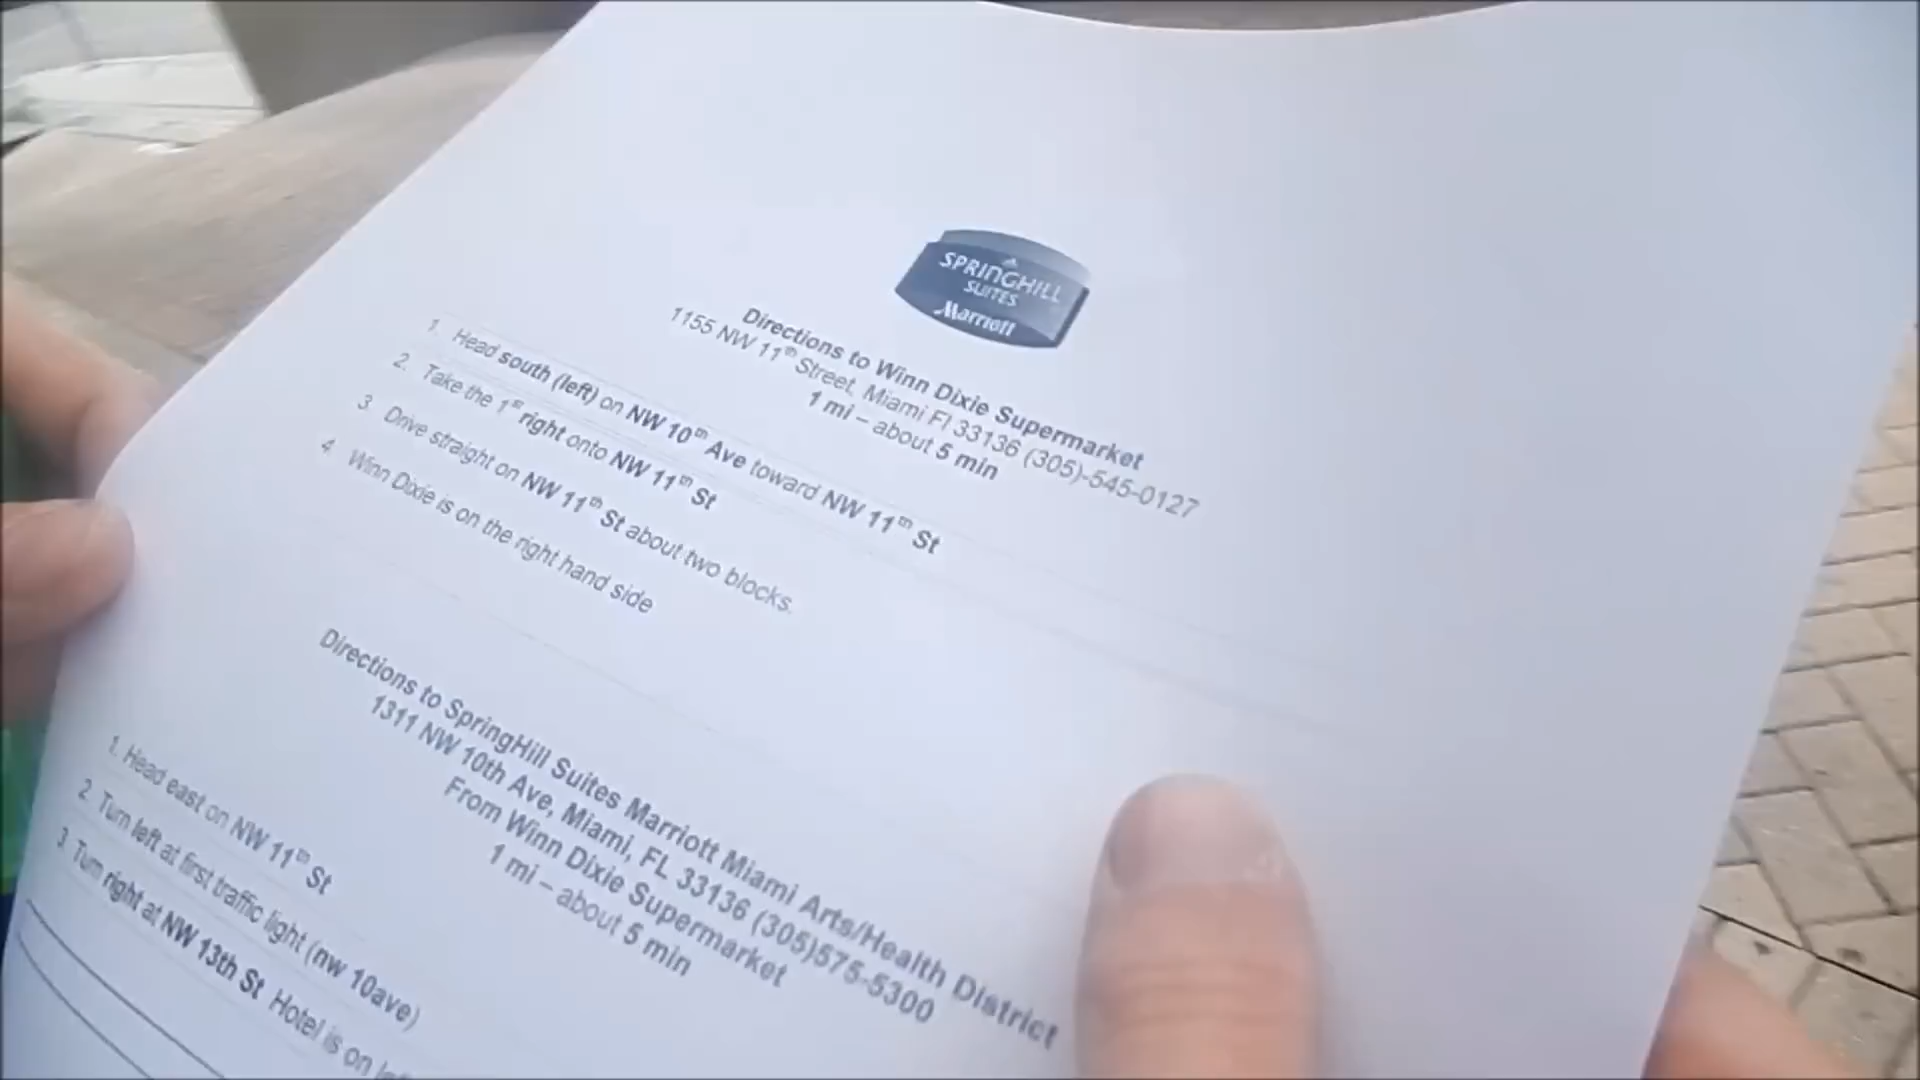 SPRINGHILL
SUITES
Marriott
Directions to Winn Dixie Supermarket
1155 NW 11th Street, Miami Fl 33136 (305)-545-0127
1 mi – about 5 min
1. Head south (left) on NW 10th Ave toward NW 11th St
2. Take the 1st right onto NW 11th St
3. Drive straight on NW 11th St about two blocks.
4. Winn Dixie is on the right hand side
Directions to SpringHill Suites Marriott Miami Arts/Health District
1311 NW 10th Ave, Miami, FL 33136 (305)575-5300
From Winn Dixie Supermarket
1 mi – about 5 min
1. Head east on NW 11th St
2. Turn left at first traffic light (nw 10ave)
3. Turn right at NW 13th St Hotel is on